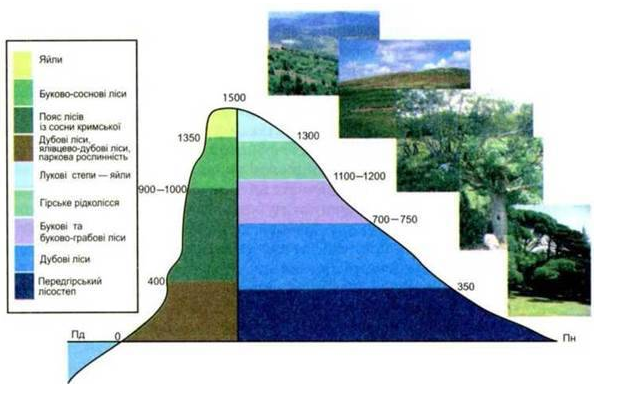 Яйли
Буково-соснові ліси
Пояс лісів
із сосни кримської
Дубові ліси,
ялівцево-дубові ліси,
паркова рослинність
Лукові степи — яйли
Гірське рідколісся
Букові та
буково-грабові ліси
Дубові ліси
Передгірський
лісостеп
1500
1350
1300
900–1000
1100–1200
700–750
400
350
Пд
0
Пн